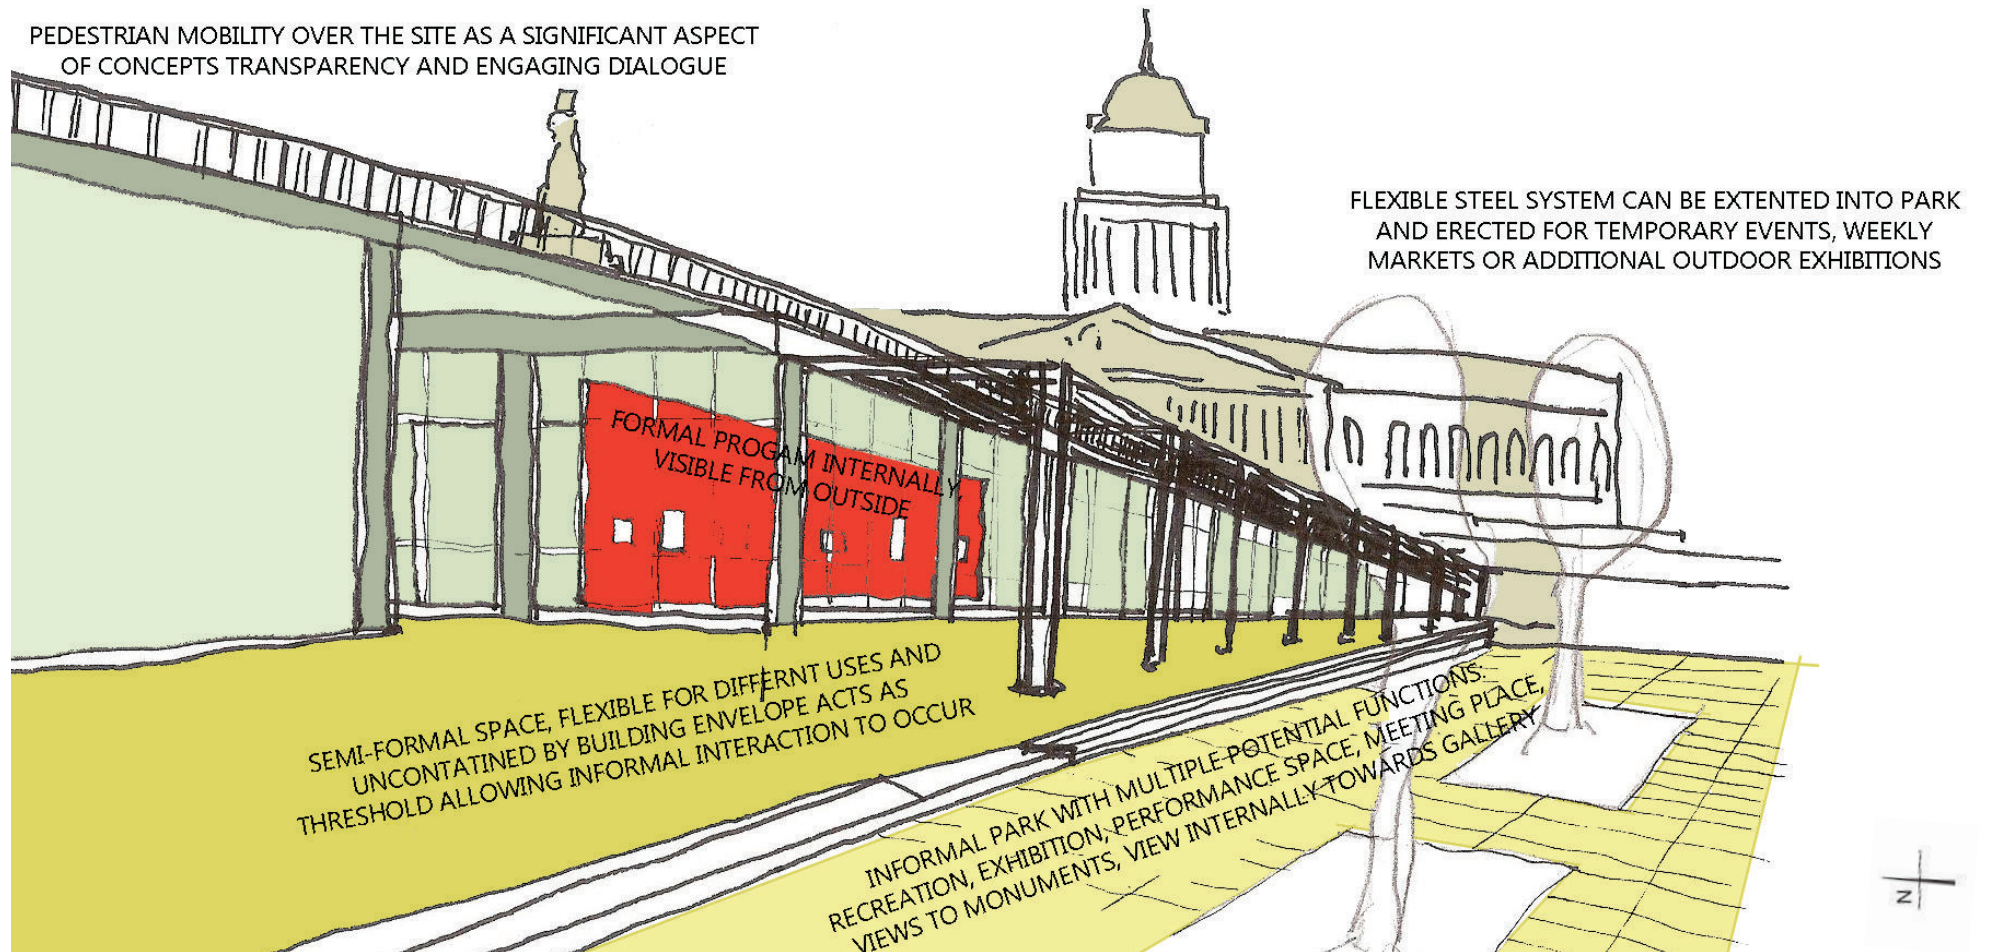 PEDESTRIAN MOBILITY OVER THE SITE AS A SIGNIFICANT ASPECT
OF CONCEPTS TRANSPARENCY AND ENGAGING DIALOGUE
FLEXIBLE STEEL SYSTEM CAN BE EXTENTED INTO PARK
AND ERECTED FOR TEMPORARY EVENTS, WEEKLY
MARKETS OR ADDITIONAL OUTDOOR EXHIBITIONS
FORMAL PROGAM INTERNALLY,
VISIBLE FROM OUTSIDE
SEMI-FORMAL SPACE, FLEXIBLE FOR DIFFERNT USES AND
UNCONTATINED BY BUILDING ENVELOPE ACTS AS
THRESHOLD ALLOWING INFORMAL INTERACTION TO OCCUR
INFORMAL PARK WITH MULTIPLE POTENTIAL FUNCTIONS:
RECREATION, EXHIBITION, PERFORMANCE SPACE, MEETING PLACE,
VIEWS TO MONUMENTS, VIEW INTERNALLY TOWARDS GALLERY
N